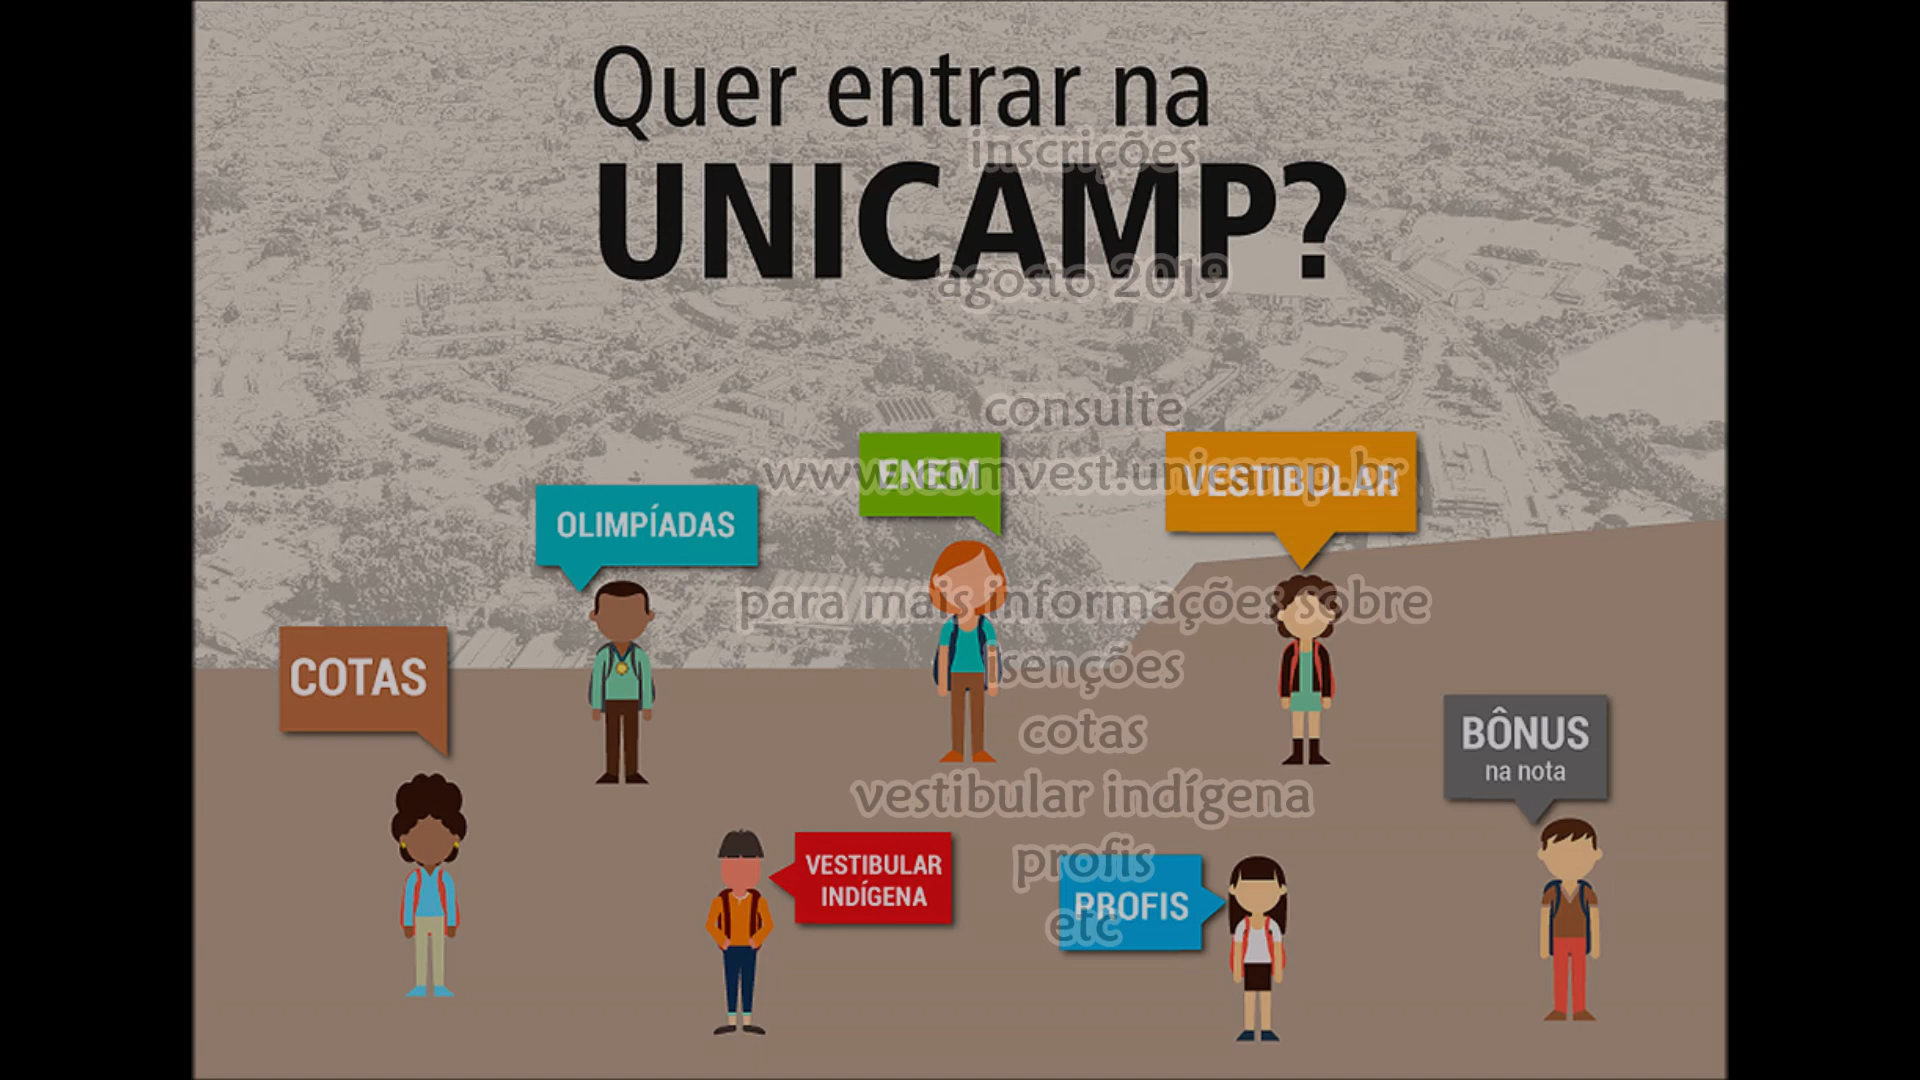 Quer entrar na
UNICAMP?
inscrições
agosto 2019
consulte
www.comvest.unicamp.br
para mais informações sobre
isenções
cotas
vestibular indígena
profis
etc
ENEM
VESTIBULAR
OLIMPÍADAS
COTAS
BÔNUS
na nota
VESTIBULAR
INDÍGENA
PROFIS